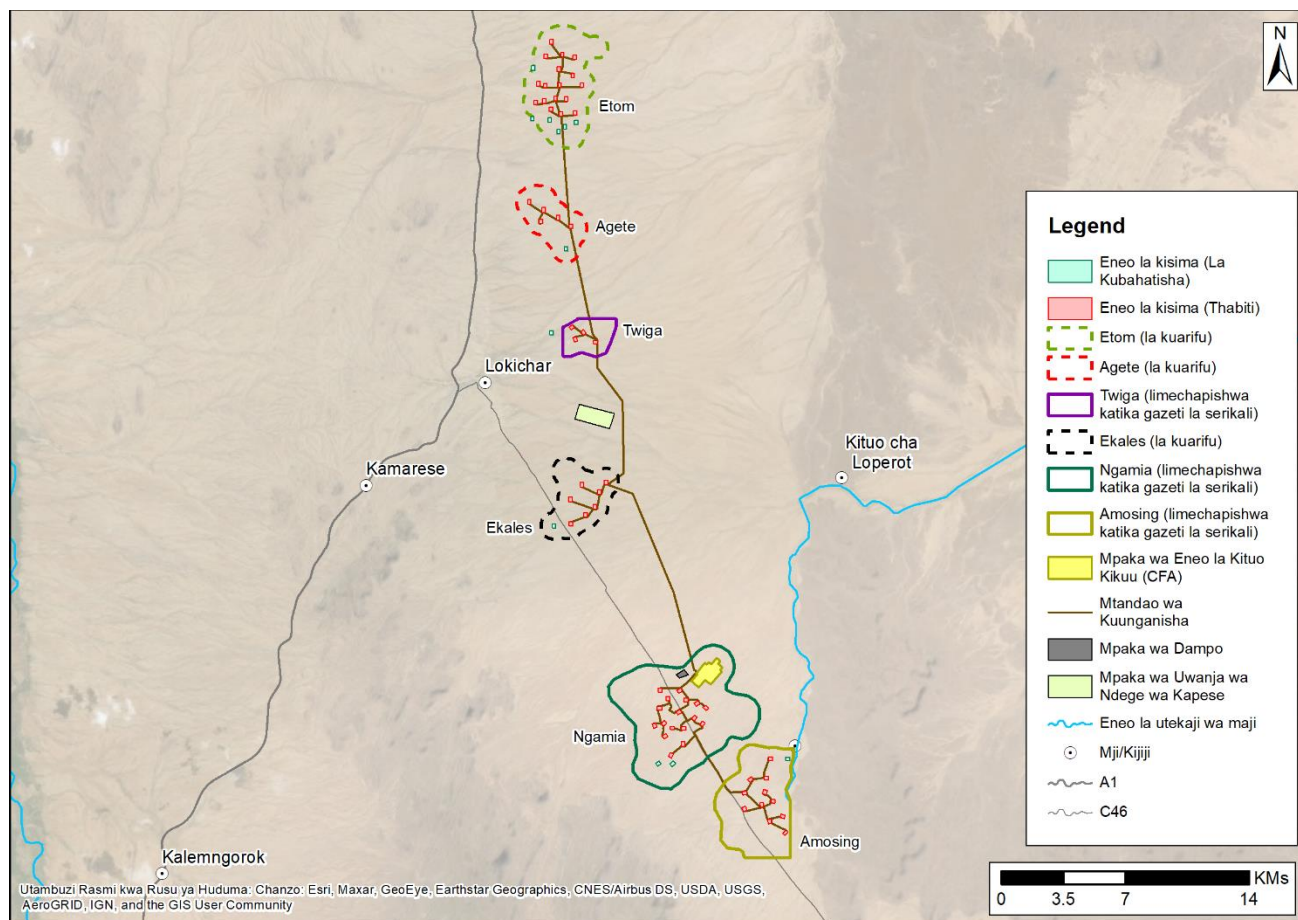 N
Etom
Agete
Twiga
Lokichar
Kamarese
Kituo cha
Loperot
Ekales
Ngamia
Amosing
Kalemngorok
Legend
Eneo la kisima (La
Kubahatisha)
Eneo la kisima (Thabiti)
Etom (la kuarifu)
Agete (la kuarifu)
Twiga (limechapishwa
katika gazeti la serikali)
Ekales (la kuarifu)
Ngamia (limechapishwa
katika gazeti la serikali)
Amosing (limechapishwa
katika gazeti la serikali)
Mpaka wa Eneo la Kituo
Kikuu (CFA)
Mtandao wa
Kuunganisha
Mpaka wa Dampo
Mpaka wa Uwanja wa
Ndege wa Kapese
Eneo la utekaji wa maji
Mji/Kijiji
A1
C46
KMs
0 3.5 7 14
Utambuzi Rasmi kwa Rusu ya Huduma: Chanzo: Esri, Maxar, GeoEye, Earthstar Geographics, CNES/Airbus DS, USDA, USGS,
AeroGRID, IGN, and the GIS User Community